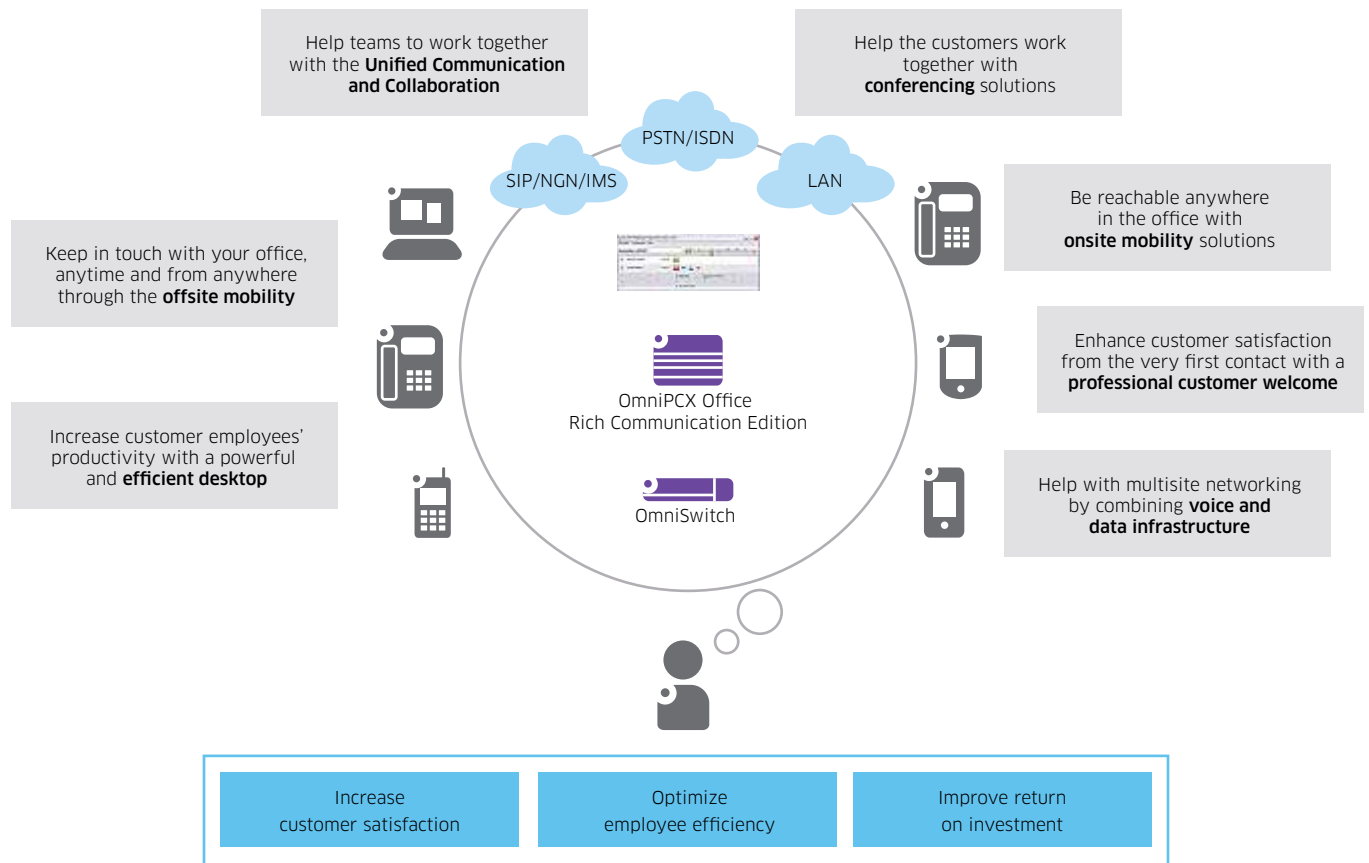 Help teams to work together
with the Unified Communication
and Collaboration
Help the customers work
together with
conferencing solutions
PSTN/ISDN
SIP/NGN/IMS
LAN
Be reachable anywhere
in the office with
onsite mobility solutions
Keep in touch with your office,
anytime and from anywhere
through the offsite mobility
Enhance customer satisfaction
from the very first contact with a
professional customer welcome
OmniPCX Office
Rich Communication Edition
Increase customer employees’
productivity with a powerful
and efficient desktop
Help with multisite networking
by combining voice and
data infrastructure
OmniSwitch
Increase
customer satisfaction
Optimize
employee efficiency
Improve return
on investment